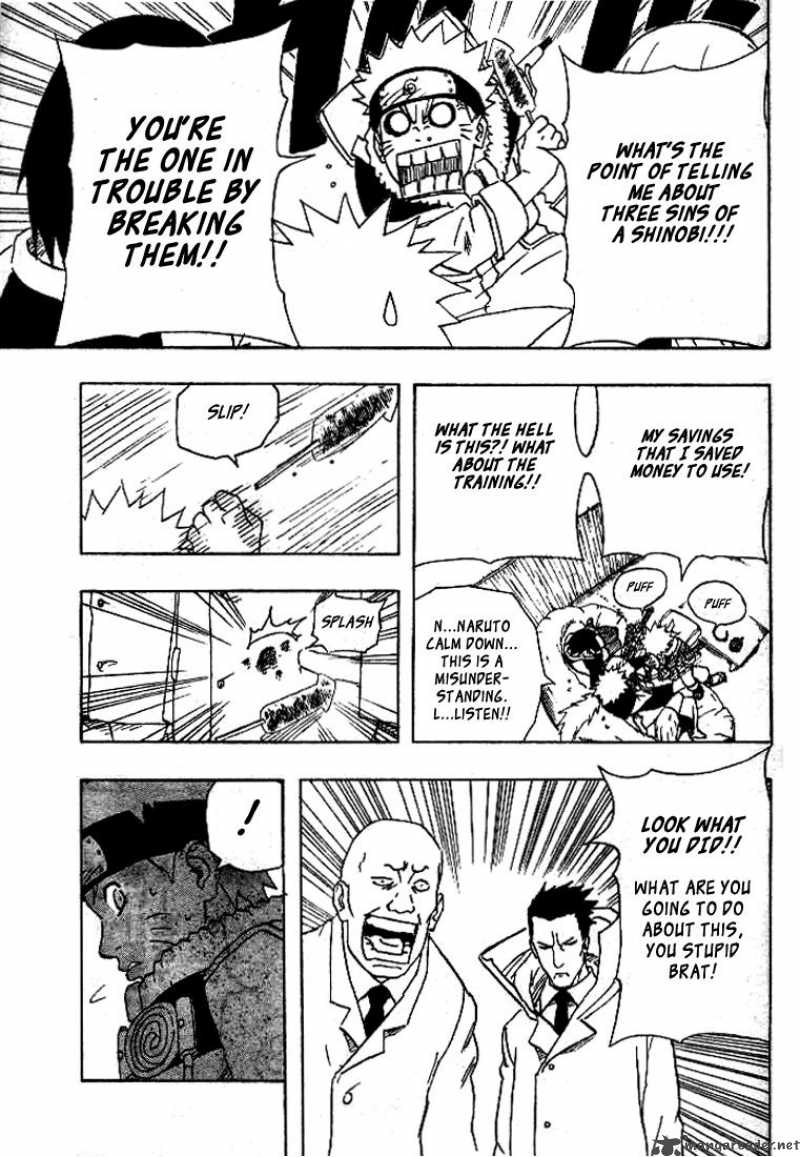 WHAT'S THE
POINT OF TELLING
ME ABOUT
THREE SINS OF
A SHINOBI!!!
YOU'RE
THE ONE IN
TROUBLE BY
BREAKING
THEM!!
MY SAVINGS
THAT I SAVED
MONEY TO USE!
WHAT THE HELL
IS THIS?! WHAT
ABOUT THE
TRAINING!!
PUFF
PUFF
N...NARUTO
CALM DOWN...
THIS IS A
MISUNDER-
STANDING.
L...LISTEN!!
SLIP!
SPLASH
LOOK WHAT
YOU DID!!
WHAT ARE YOU
GOING TO DO
ABOUT THIS,
YOU STUPID
BRAT!
!
mangareader.net